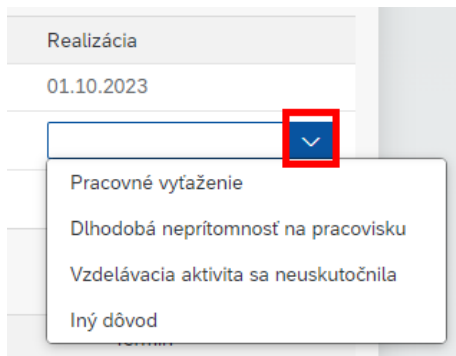 Realizácia
01.10.2023
Pracovné vyťaženie
Dlhodobá neprítomnosť na pracovisku
Vzdelávacia aktivita sa neuskutočnila
Iný dôvod